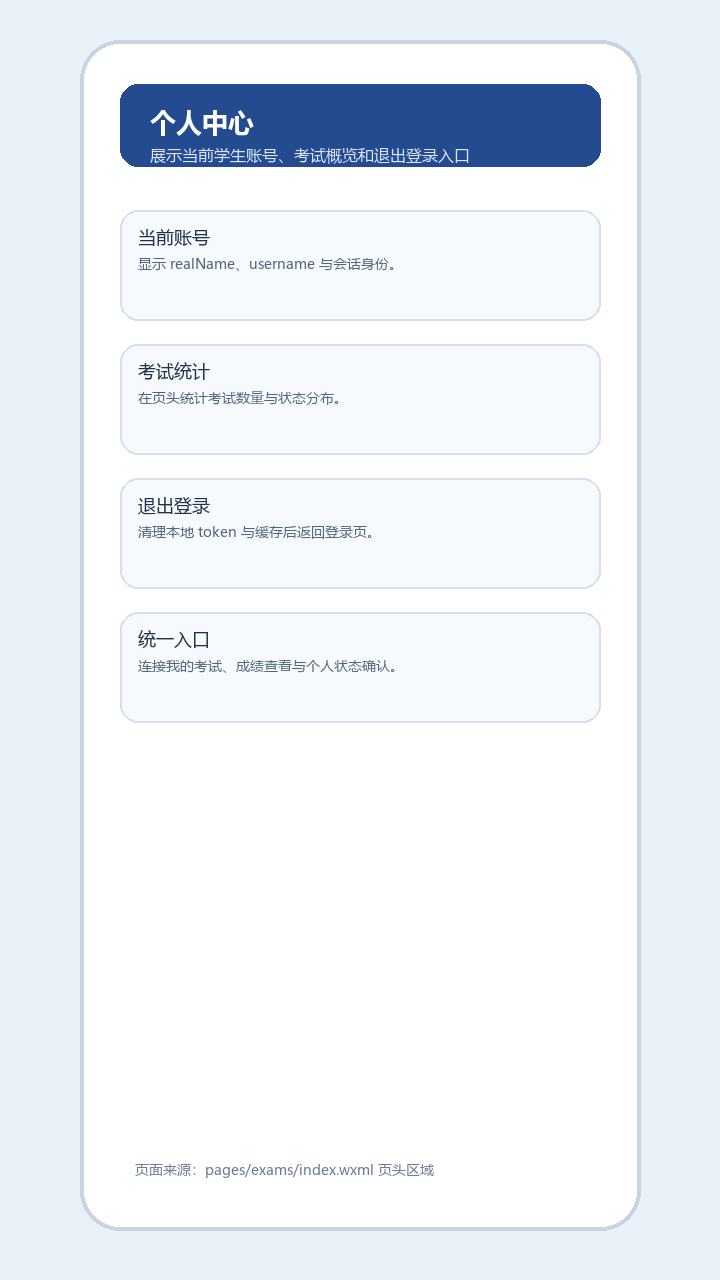 个人中心
展示当前学生账号、考试概览和退出登录入口
当前账号
显示 realName、username 与会话身份。
考试统计
在页头统计考试数量与状态分布。
退出登录
清理本地 token 与缓存后返回登录页。
统一入口
连接我的考试、成绩查看与个人状态确认。
页面来源：pages/exams/index.wxml 页头区域